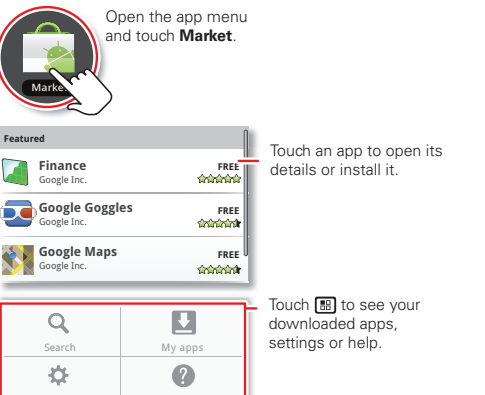 Open the app menu
and touch Market.
Marke
Featured
Finance
Google Inc.
FREE
Google Goggles
Google Inc.
FREE
Google Maps
Google Inc.
FREE
Touch an app to open its
details or install it.
Search
My apps
Touch to see your
downloaded apps,
settings or help.